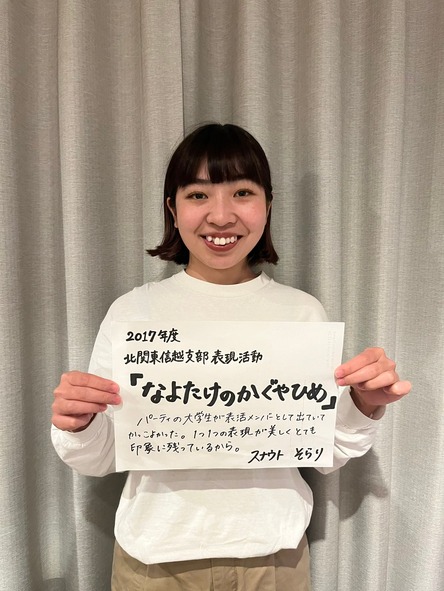 2017年度
北関東信越支部 表現活動
「なよたけのかぐやひめ」
パーティの大学生が表活メンバーとして出ていて
かっこよかった。1つ1つの表現が美しくとても
印象に残っているから。
スナウト そらり